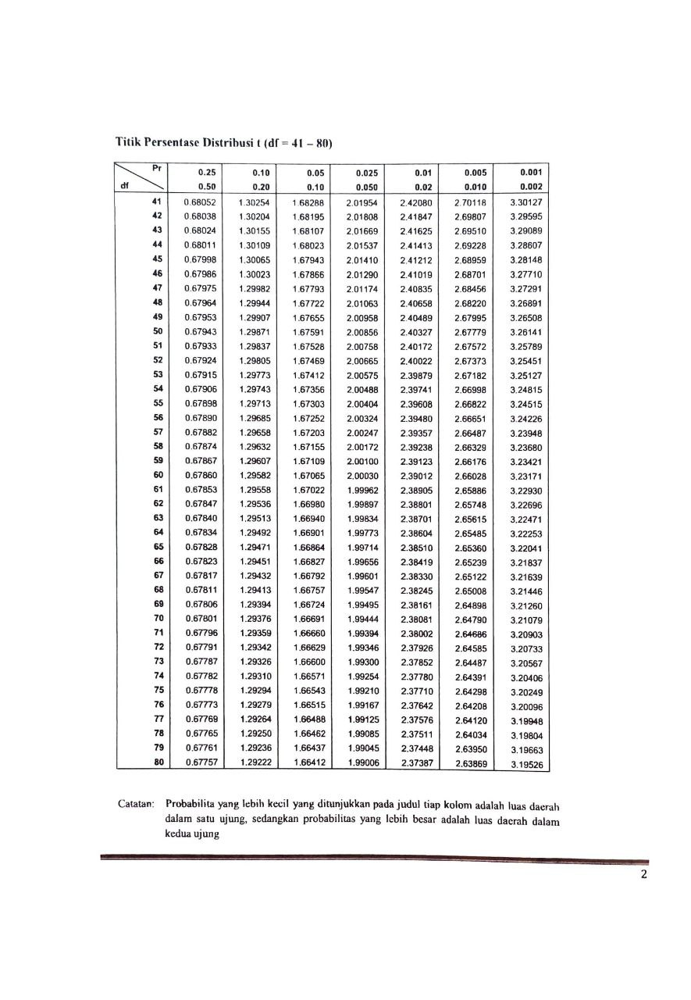 Titik Persentase Distribusi t (df = 41 – 80)
Pr 0.25 0.10 0.05 0.025 0.01 0.005 0.001
df 0.50 0.20 0.10 0.050 0.02 0.010 0.002
41 0.68052 1.30254 1.68288 2.01954 2.42080 2.70118 3.30127
42 0.68038 1.30204 1.68195 2.01808 2.41847 2.69807 3.29595
43 0.68024 1.30155 1.68107 2.01669 2.41625 2.69510 3.29089
44 0.68011 1.30109 1.68023 2.01537 2.41413 2.69228 3.28607
45 0.67998 1.30065 1.67943 2.01410 2.41212 2.68959 3.28148
46 0.67986 1.30023 1.67866 2.01290 2.41019 2.68701 3.27710
47 0.67975 1.29982 1.67793 2.01174 2.40835 2.68456 3.27291
48 0.67964 1.29944 1.67722 2.01063 2.40658 2.68220 3.26891
49 0.67953 1.29907 1.67655 2.00958 2.40489 2.67995 3.26508
50 0.67943 1.29871 1.67591 2.00856 2.40327 2.67779 3.26141
51 0.67933 1.29837 1.67528 2.00758 2.40172 2.67572 3.25789
52 0.67924 1.29805 1.67469 2.00665 2.40022 2.67373 3.25451
53 0.67915 1.29773 1.67412 2.00575 2.39879 2.67182 3.25127
54 0.67906 1.29743 1.67356 2.00488 2.39741 2.66998 3.24815
55 0.67898 1.29713 1.67303 2.00404 2.39608 2.66822 3.24515
56 0.67890 1.29685 1.67252 2.00324 2.39480 2.66651 3.24226
57 0.67882 1.29658 1.67203 2.00247 2.39357 2.66487 3.23948
58 0.67874 1.29632 1.67155 2.00172 2.39238 2.66329 3.23680
59 0.67867 1.29607 1.67109 2.00100 2.39123 2.66176 3.23421
60 0.67860 1.29582 1.67065 2.00030 2.39012 2.66028 3.23171
61 0.67853 1.29558 1.67022 1.99962 2.38905 2.65886 3.22930
62 0.67847 1.29536 1.66980 1.99897 2.38801 2.65748 3.22696
63 0.67840 1.29513 1.66940 1.99834 2.38701 2.65615 3.22471
64 0.67834 1.29492 1.66901 1.99773 2.38604 2.65485 3.22253
65 0.67828 1.29471 1.66864 1.99714 2.38510 2.65360 3.22041
66 0.67823 1.29451 1.66827 1.99656 2.38419 2.65239 3.21837
67 0.67817 1.29432 1.66792 1.99601 2.38330 2.65122 3.21639
68 0.67811 1.29413 1.66757 1.99547 2.38245 2.65008 3.21446
69 0.67806 1.29394 1.66724 1.99495 2.38161 2.64898 3.21260
70 0.67801 1.29376 1.66691 1.99444 2.38081 2.64790 3.21079
71 0.67796 1.29359 1.66660 1.99394 2.38002 2.64686 3.20903
72 0.67791 1.29342 1.66629 1.99346 2.37926 2.64585 3.20733
73 0.67787 1.29326 1.66600 1.99300 2.37852 2.64487 3.20567
74 0.67782 1.29310 1.66571 1.99254 2.37780 2.64391 3.20406
75 0.67778 1.29294 1.66543 1.99210 2.37710 2.64298 3.20249
76 0.67773 1.29279 1.66515 1.99167 2.37642 2.64208 3.20096
77 0.67769 1.29264 1.66488 1.99125 2.37576 2.64120 3.19948
78 0.67765 1.29250 1.66462 1.99085 2.37511 2.64034 3.19804
79 0.67761 1.29236 1.66437 1.99045 2.37448 2.63950 3.19663
80 0.67757 1.29222 1.66412 1.99006 2.37387 2.63869 3.19526
Catatan: Probabilita yang lebih kecil yang ditunjukkan pada judul tiap kolom adalah luas daerah
dalam satu ujung, sedangkan probabilitas yang lebih besar adalah luas daerah dalam
kedua ujung
2